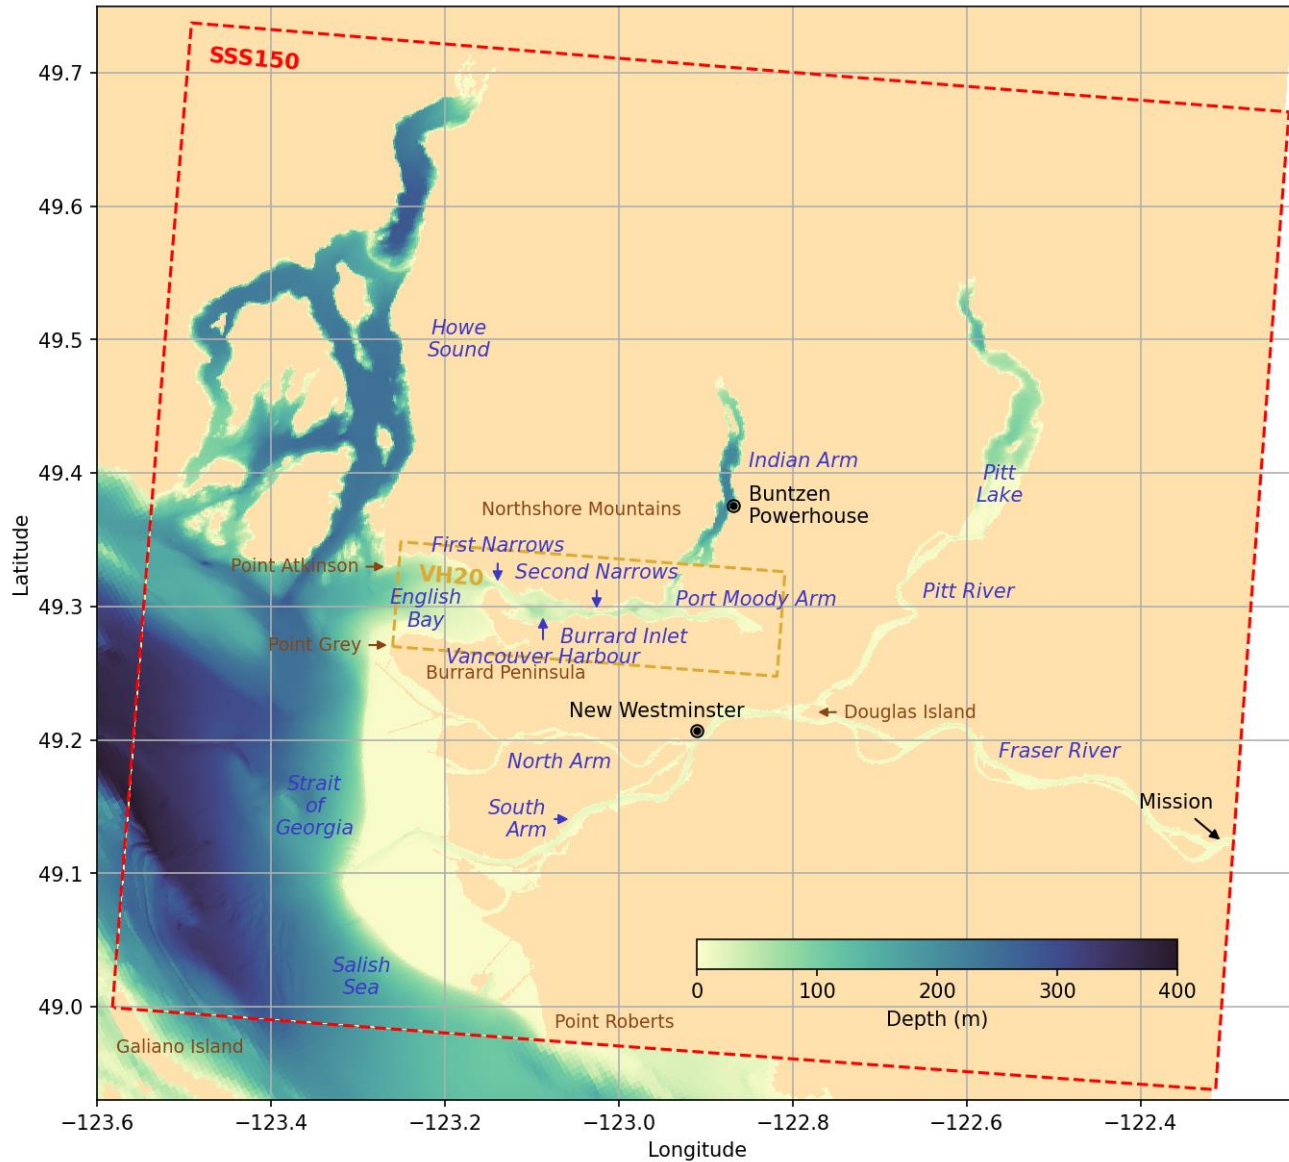 SSS150
49.7
49.6
49.5
49.4
49.3
49.2
49.1
49.0
Latitude
Howe
Sound
Indian Arm
Buntzen
Powerhouse
Pitt
Lake
Northshore Mountains
First Narrows
Point Atkinson
VH20
Second Narrows
English
Bay
Port Moody Arm
Pitt River
Point Grey
Burrard Inlet
Vancouver Harbour
Burrard Peninsula
New Westminster
Douglas Island
North Arm
Fraser River
Strait
of
Georgia
South
Arm
Mission
Salish
Sea
0 100 200 300 400
Depth (m)
Point Roberts
Galiano Island
−123.6 −123.4 −123.2 −123.0 −122.8 −122.6 −122.4
Longitude